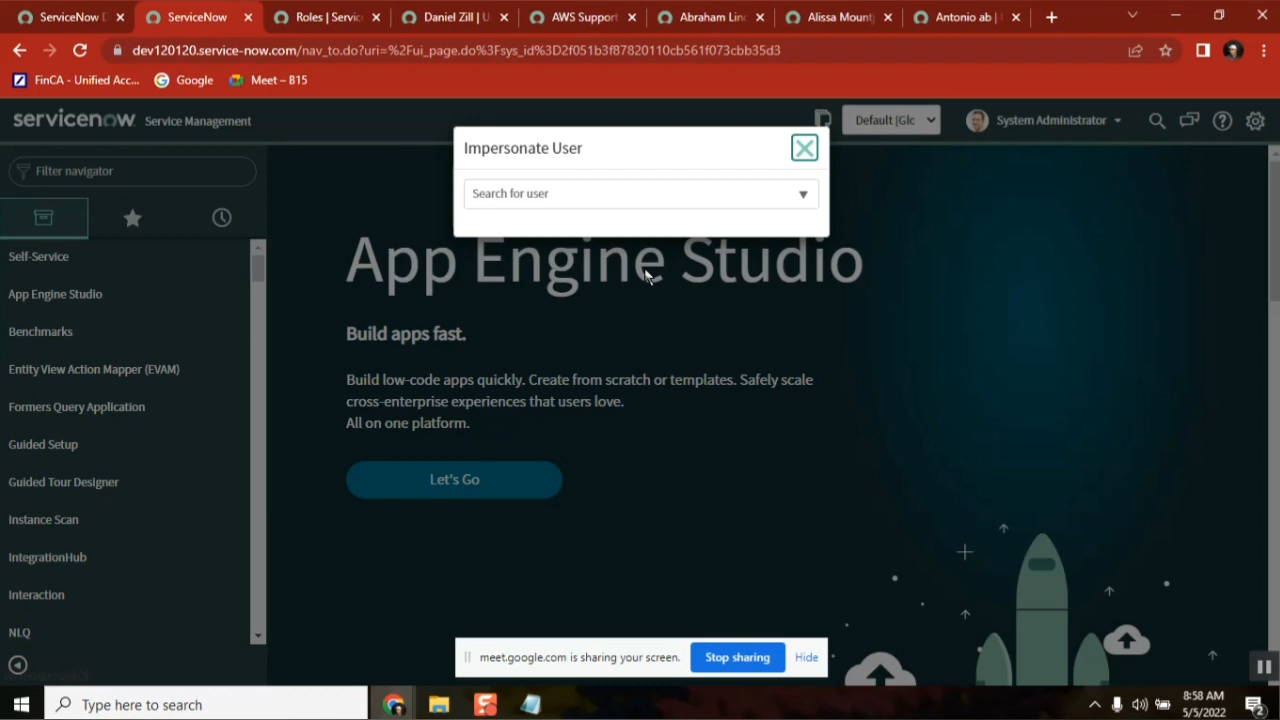 ServiceNow D
ServiceNow
Roles | Servic
Daniel Zill | U
AWS Support
Abraham Linc
Alissa Mountj
Antonio ab | U
dev120120.service-now.com/nav_to.do?uri=%2Fui_page.do%3Fsys_id%3D2f051b3f87820110cb561f073cbb35d3
FinCA - Unified Acc...
Google
Meet – B15
servicenow Service Management
Default [Glc
System Administrator
Impersonate User
Search for user
Filter navigator
Self-Service
App Engine Studio
Benchmarks
Entity View Action Mapper (EVAM)
Formers Query Application
Guided Setup
Guided Tour Designer
Instance Scan
IntegrationHub
Interaction
NLQ
App Engine Studio
Build apps fast.
Build low-code apps quickly. Create from scratch or templates. Safely scale
cross-enterprise experiences that users love.
All on one platform.
Let's Go
meet.google.com is sharing your screen.
Stop sharing
Hide
Type here to search
8:58 AM
5/5/2022
2